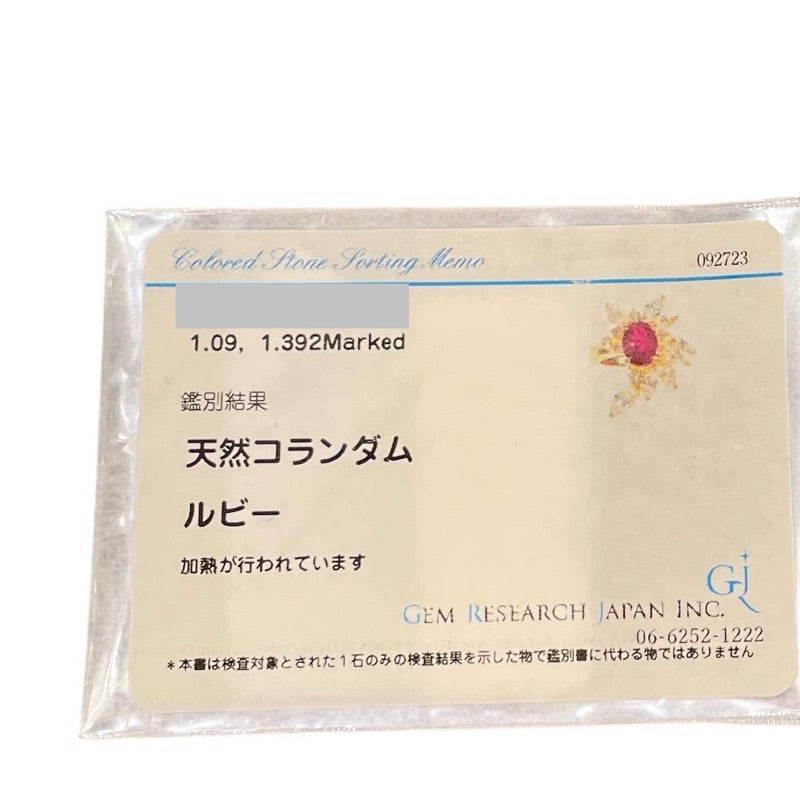 Colored Stone Sorting Memo
092723
1.09, 1.392Marked
鑑別結果
天然コランダム
ルビー
加熱が行われています
GJ
GEM RESEARCH JAPAN INC.
06-6252-1222
*本書は検査対象とされた1石のみの検査結果を示した物で鑑別書に代わる物ではありません